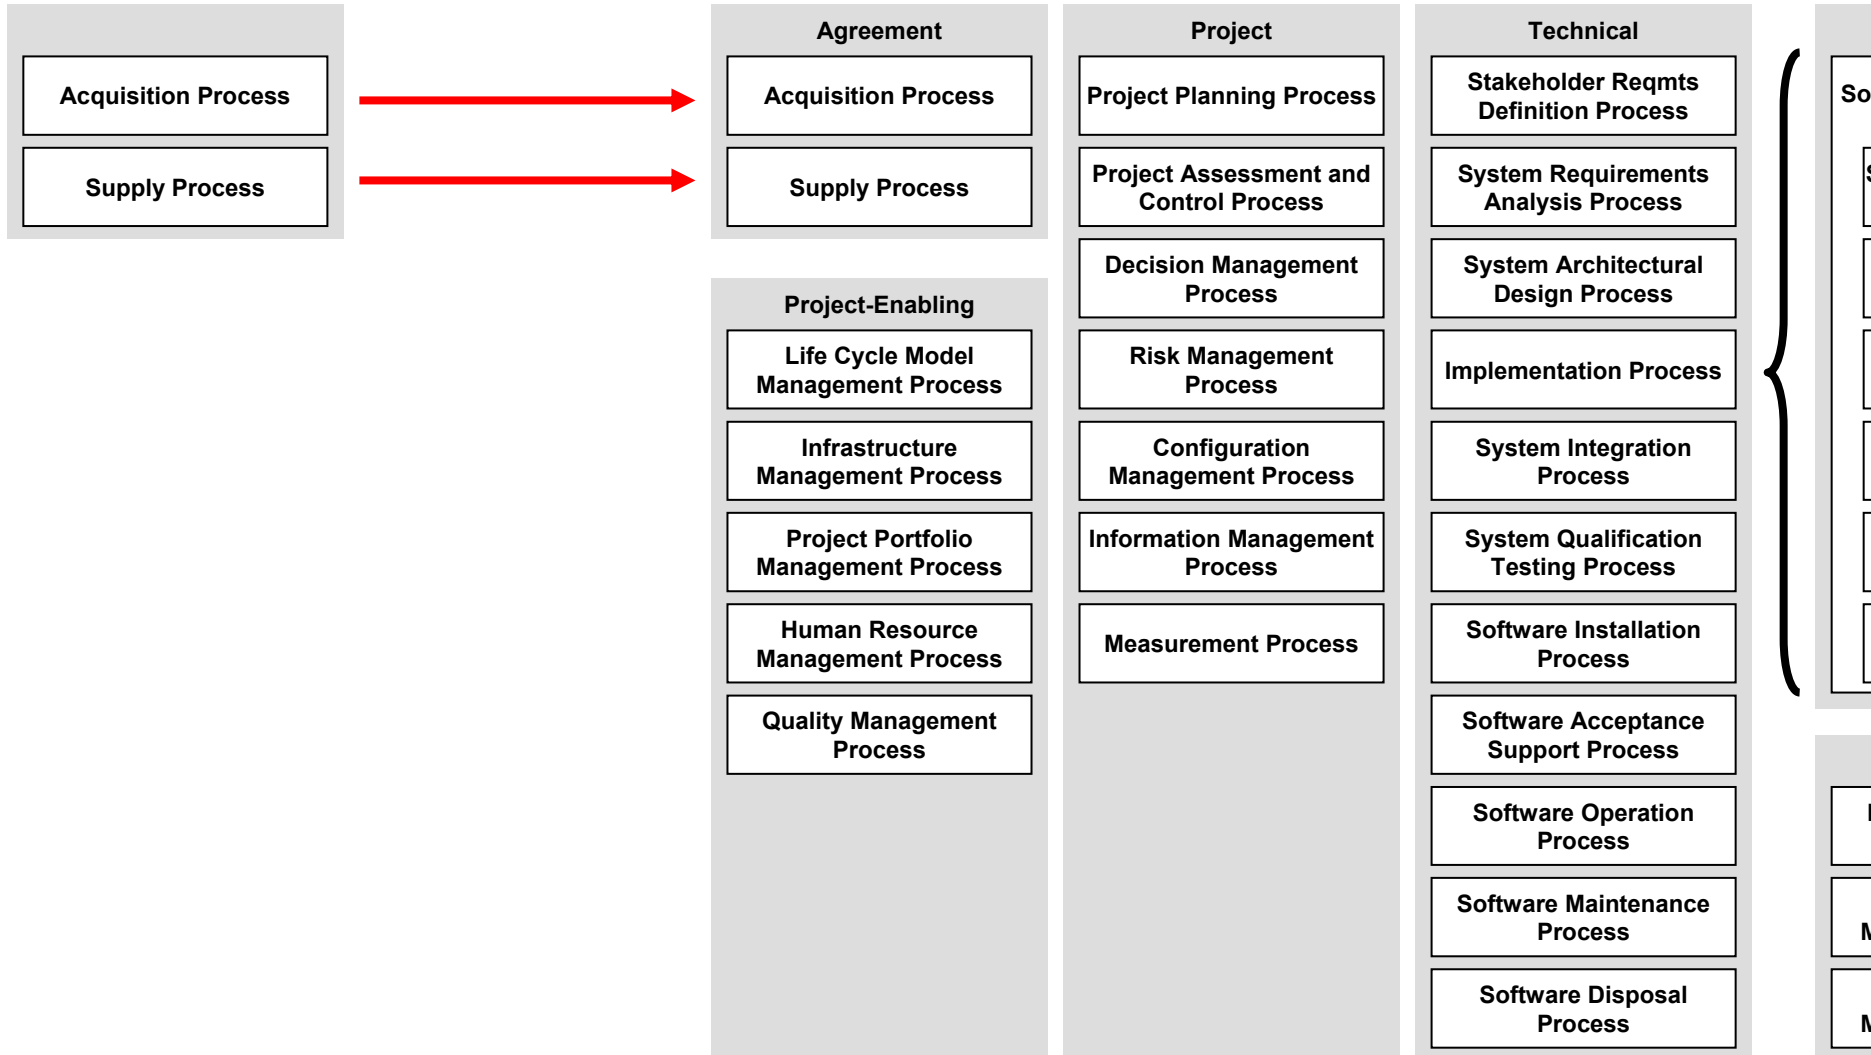 Acquisition Process
Supply Process
Agreement
Acquisition Process
Supply Process
Project-Enabling
Life Cycle Model
Management Process
Infrastructure
Management Process
Project Portfolio
Management Process
Human Resource
Management Process
Quality Management
Process
Project
Project Planning Process
Project Assessment and
Control Process
Decision Management
Process
Risk Management
Process
Configuration
Management Process
Information Management
Process
Measurement Process
Technical
Stakeholder Reqmts
Definition Process
System Requirements
Analysis Process
System Architectural
Design Process
Implementation Process
System Integration
Process
System Qualification
Testing Process
Software Installation
Process
Software Acceptance
Support Process
Software Operation
Process
Software Maintenance
Process
Software Disposal
Process